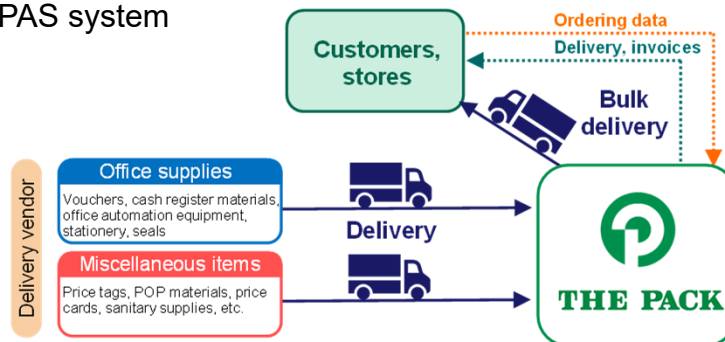 PAS system
Ordering data
Delivery, invoices
Customers,
stores
Bulk
delivery
Delivery vendor
Office supplies
Vouchers, cash register materials,
office automation equipment,
stationery, seals
Delivery
Miscellaneous items
Price tags, POP materials, price
cards, sanitary supplies, etc.
THE PACK